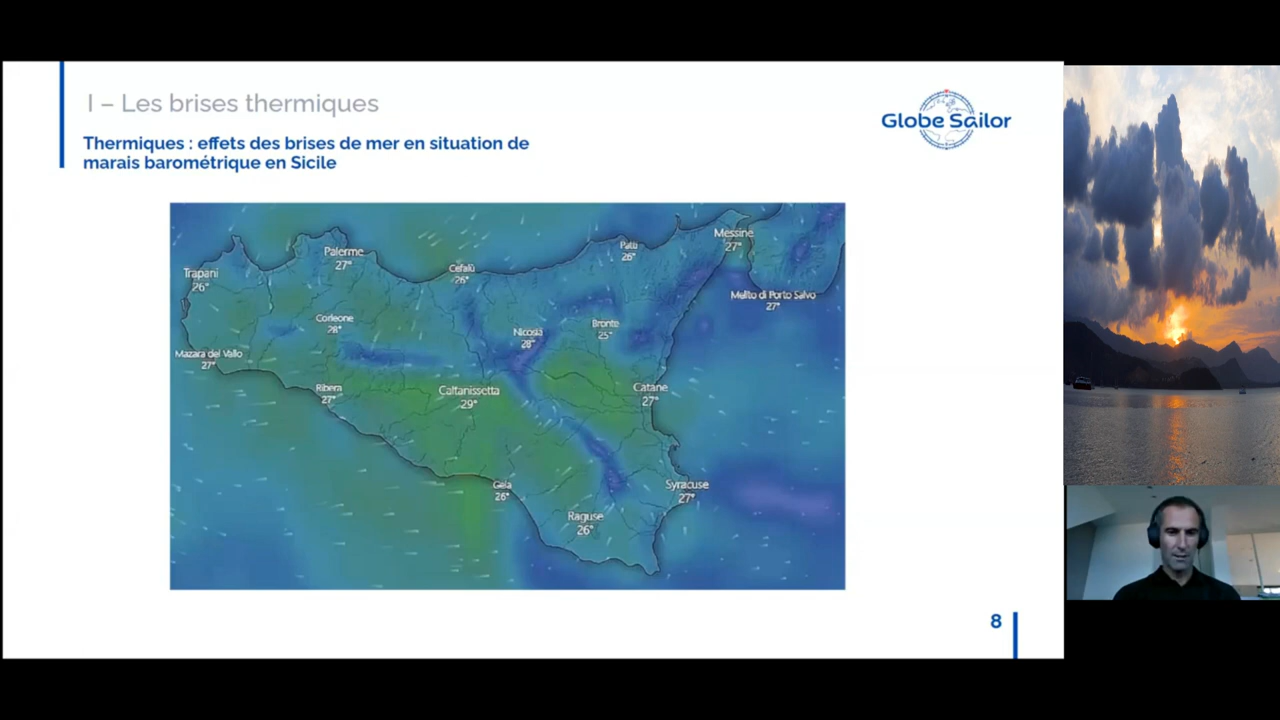 I – Les brises thermiques
Globe Sailor
Thermiques : effets des brises de mer en situation de
marais barométrique en Sicile
Messine
27°
Palerme
27°
Patti
26°
Trapani
26°
Cefalù
26°
Melito di Porto Salvo
27°
Corleone
28°
Nicosia
28°
Bronte
25°
Mazara del Vallo
27°
Ribera
27°
Caltanissetta
29°
Catane
27°
Gela
26°
Syracuse
27°
Raguse
26°
8